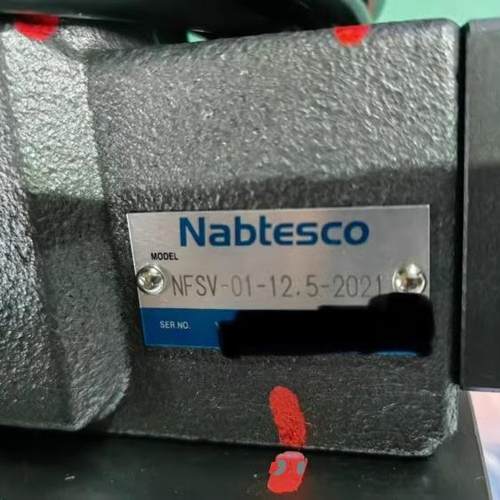 Nabtesco
MODEL
NFSV-01-12.5-2021
SER.NO.